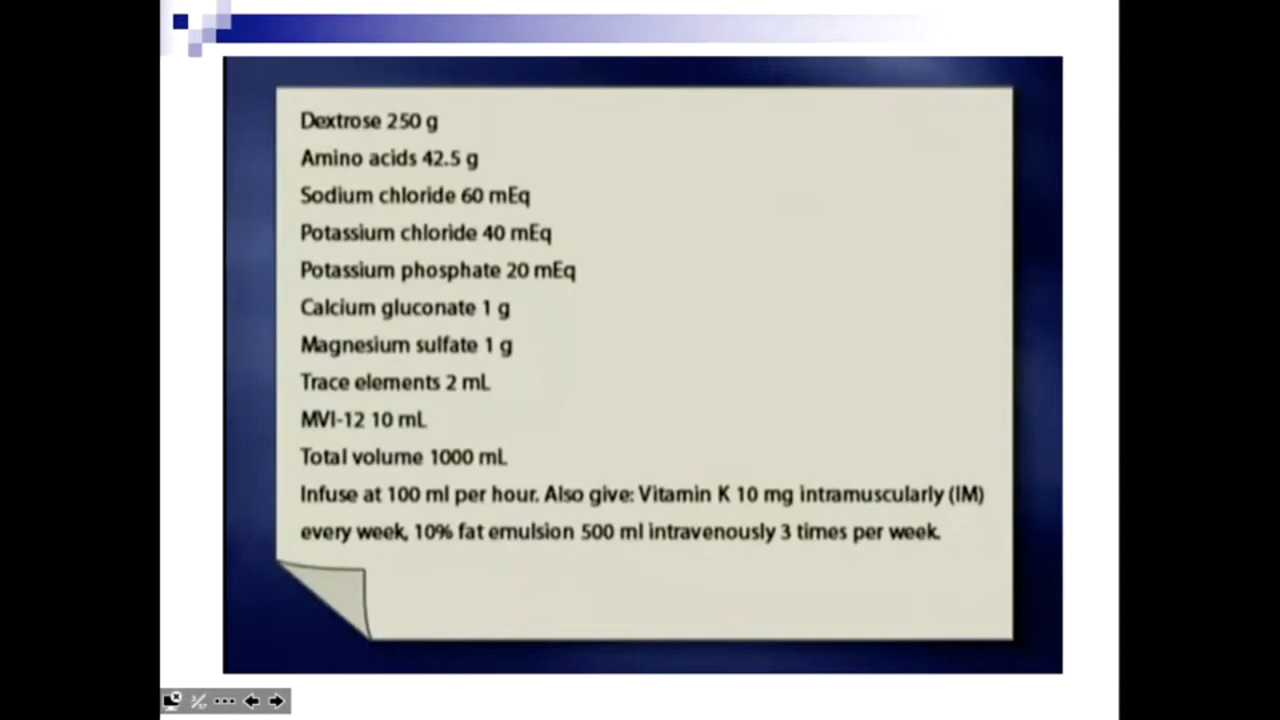 Dextrose 250 g
Amino acids 42.5 g
Sodium chloride 60 mEq
Potassium chloride 40 mEq
Potassium phosphate 20 mEq
Calcium gluconate 1 g
Magnesium sulfate 1 g
Trace elements 2 mL
MVI-12 10 mL
Total volume 1000 mL
Infuse at 100 ml per hour. Also give: Vitamin K 10 mg intramuscularly (IM)
every week, 10% fat emulsion 500 ml intravenously 3 times per week.